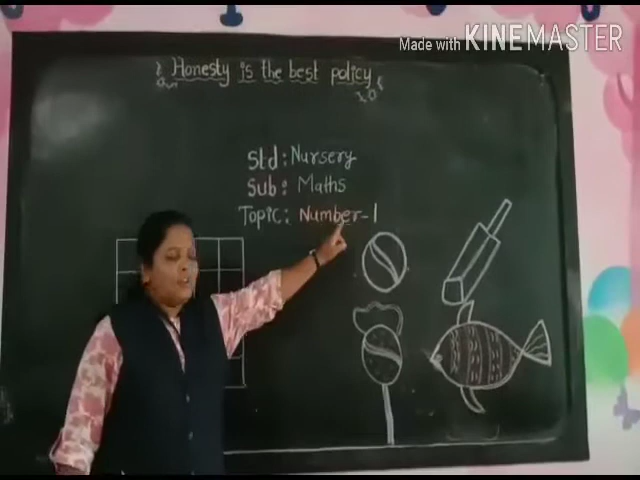 Made with KINEMASTER
Honesty is the best policy
Std: Nursery
Sub: Maths
Topic: Number-1